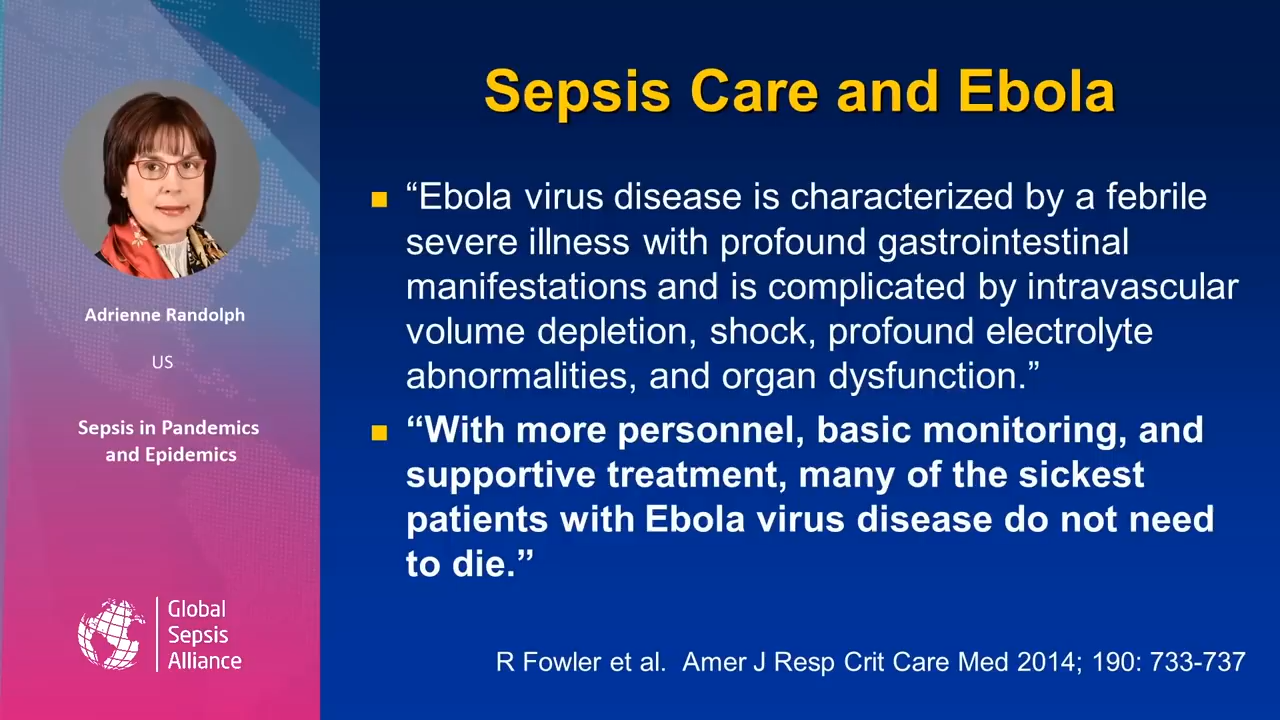 Sepsis Care and Ebola
“Ebola virus disease is characterized by a febrile
severe illness with profound gastrointestinal
manifestations and is complicated by intravascular
volume depletion, shock, profound electrolyte
abnormalities, and organ dysfunction.”
“With more personnel, basic monitoring, and
supportive treatment, many of the sickest
patients with Ebola virus disease do not need
to die.”
R Fowler et al. Amer J Resp Crit Care Med 2014; 190: 733-737
Adrienne Randolph
US
Sepsis in Pandemics
and Epidemics
Global
Sepsis
Alliance